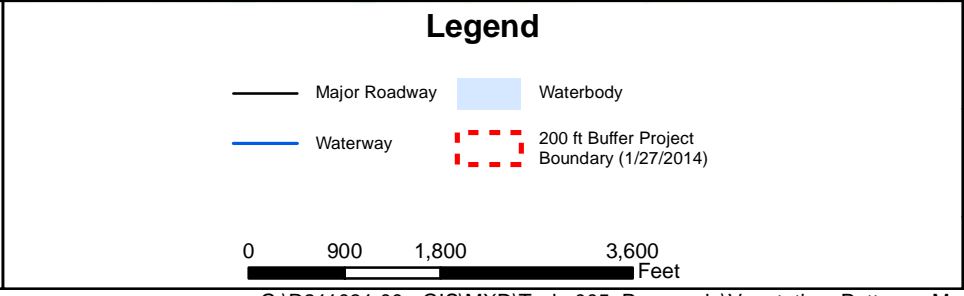 Legend
Major Roadway
Waterbody
Waterway
200 ft Buffer Project
Boundary (1/27/2014)
0 900 1,800 3,600
Feet